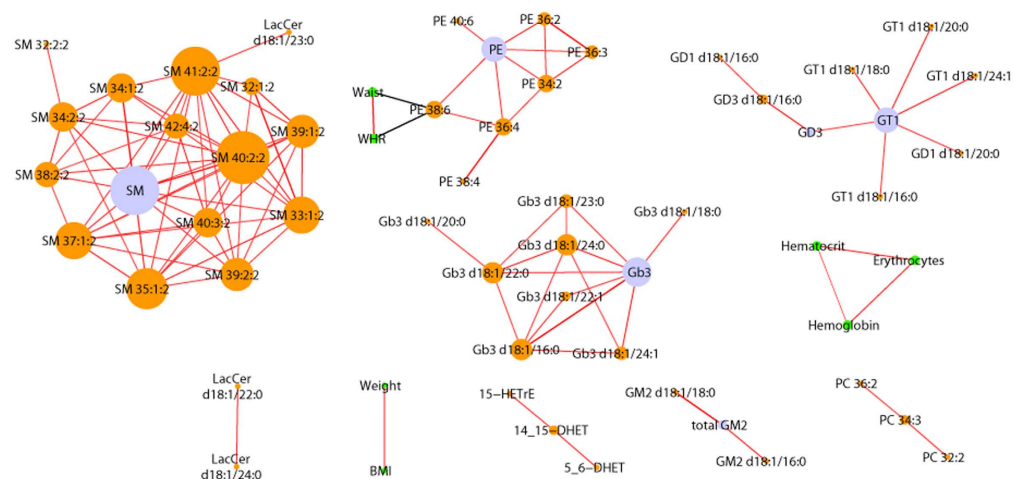 SM 32:2:2
LacCer
d18:1/23:0
SM 41:2:2
SM 34:1:2
SM 32:1:2
SM 34:2:2
SM 42:4:2
SM 39:1:2
SM 40:2:2
SM 38:2:2
SM
SM 40:3:2
SM 33:1:2
SM 37:1:2
SM 39:2:2
SM 35:1:2
PE 40:6
PE 36:2
PE
PE 36:3
PE 34:2
Waist
PE 38:6
PE 36:4
WHR
PE 38:4
GT1 d18:1/20:0
GD1 d18:1/16:0
GT1 d18:1/18:0
GT1 d18:1/24:1
GD3 d18:1/16:0
GD3
GT1
GD1 d18:1/20:0
GT1 d18:1/16:0
Gb3 d18:1/23:0
Gb3 d18:1/20:0
Gb3 d18:1/18:0
Gb3 d18:1/24:0
Gb3 d18:1/22:0
Gb3
Gb3 d18:1/22:1
Gb3 d18:1/16:0
Gb3 d18:1/24:1
Hematocrit
Erythrocytes
Hemoglobin
LacCer
d18:1/22:0
LacCer
d18:1/24:0
Weight
BMI
15−HETrE
14_15−DHET
5_6−DHET
GM2 d18:1/18:0
total GM2
GM2 d18:1/16:0
PC 36:2
PC 34:3
PC 32:2